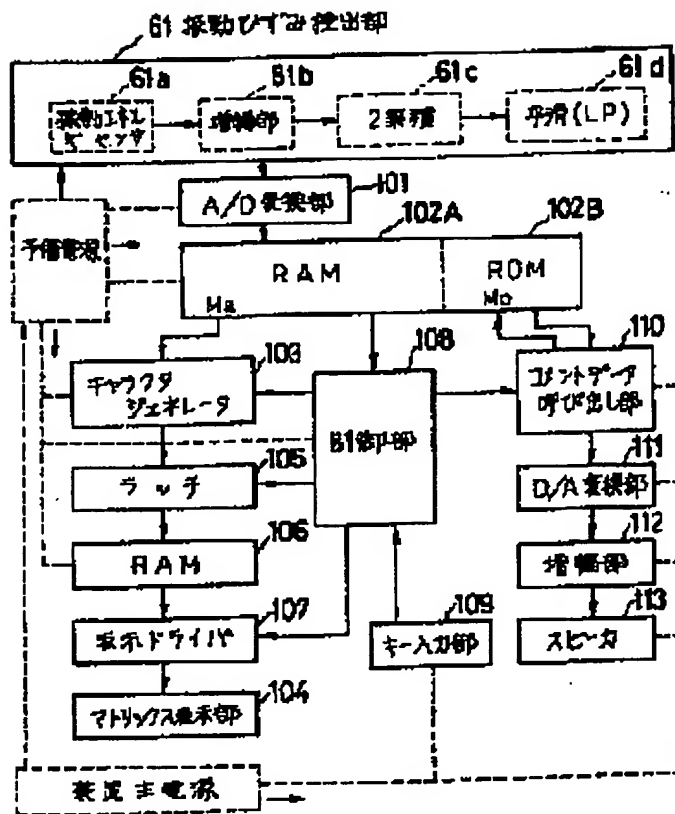 61 振動ひずみ検出部
61a
61b
61c
61d
振動エネル
ギーセンサ
増幅部
2乗積
平滑(LP)
101
A/D変換部
102A
102B
予備電源
RAM
ROM
Ma
Mo
103
108
110
キャラクタ
ジェネレータ
制御部
コメントデータ
呼び出し部
105
111
ラッチ
D/A変換部
106
112
RAM
増幅部
107
109
113
表示ドライバ
キー入力部
スピーカ
104
マトリックス表示部
装置主電源